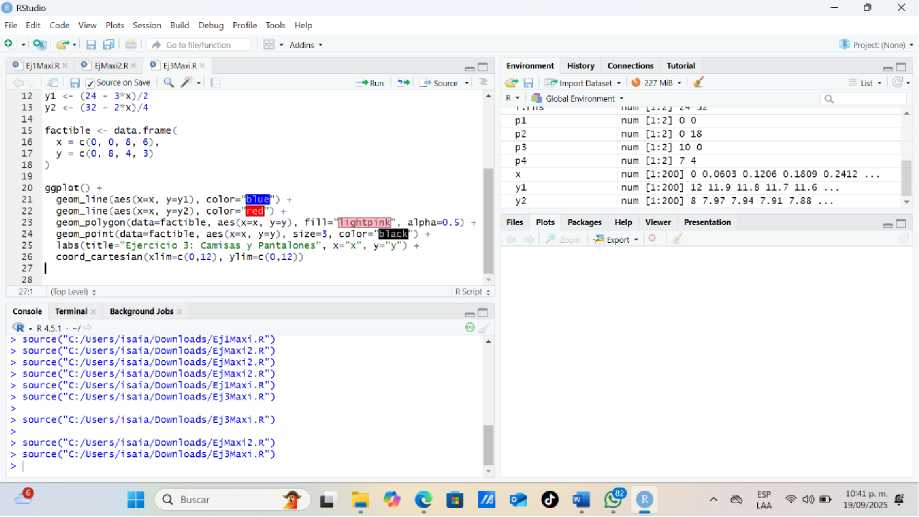 RStudio
File Edit Code View Plots Session Build Debug Profile Tools Help
Go to file/function Addins Project: (None)
Ej1Maxi.R EjMaxi2.R Ej3Maxi.R
Source on Save Run Source
12 y1 <- (24 - 3*x)/2
13 y2 <- (32 - 2*x)/4
14
15 factible <- data.frame(
16 x = c(0, 0, 8, 6),
17 y = c(0, 8, 4, 3)
18 )
19
20 ggplot() +
21 geom_line(aes(x=x, y=y1), color="blue") +
22 geom_line(aes(x=x, y=y2), color="red") +
23 geom_polygon(data=factible, aes(x=x, y=y), fill="lightpink", alpha=0.5) +
24 geom_point(data=factible, aes(x=x, y=y), size=3, color="black") +
25 labs(title="Ejercicio 3: Camisas y Pantalones", x="x", y="y") +
26 coord_cartesian(xlim=c(0,12), ylim=c(0,12))
27
28
27:1 (Top Level) R Script
Console Terminal Background Jobs
R 4.5.1 · ~/
> source("C:/Users/isaia/Downloads/Ej1Maxi.R")
> source("C:/Users/isaia/Downloads/EjMaxi2.R")
> source("C:/Users/isaia/Downloads/EjMaxi2.R")
> source("C:/Users/isaia/Downloads/EjMaxi2.R")
> source("C:/Users/isaia/Downloads/Ej1Maxi.R")
> source("C:/Users/isaia/Downloads/Ej3Maxi.R")
>
> source("C:/Users/isaia/Downloads/Ej3Maxi.R")
>
> source("C:/Users/isaia/Downloads/EjMaxi2.R")
> source("C:/Users/isaia/Downloads/Ej3Maxi.R")
>
Environment History Connections Tutorial
Import Dataset 227 MiB List
R Global Environment
num [1:2] 24 32
p1 num [1:2] 0 0
p2 num [1:2] 0 18
p3 num [1:2] 10 0
p4 num [1:2] 7 4
x num [1:200] 0 0.0603 0.1206 0.1809 0.2412 ...
y1 num [1:200] 12 11.9 11.8 11.7 11.6 ...
y2 num [1:200] 8 7.97 7.94 7.91 7.88 ...
Files Plots Packages Help Viewer Presentation
Zoom Export
6 Buscar 82 ESP LAA 10:41 p. m. 19/09/2025